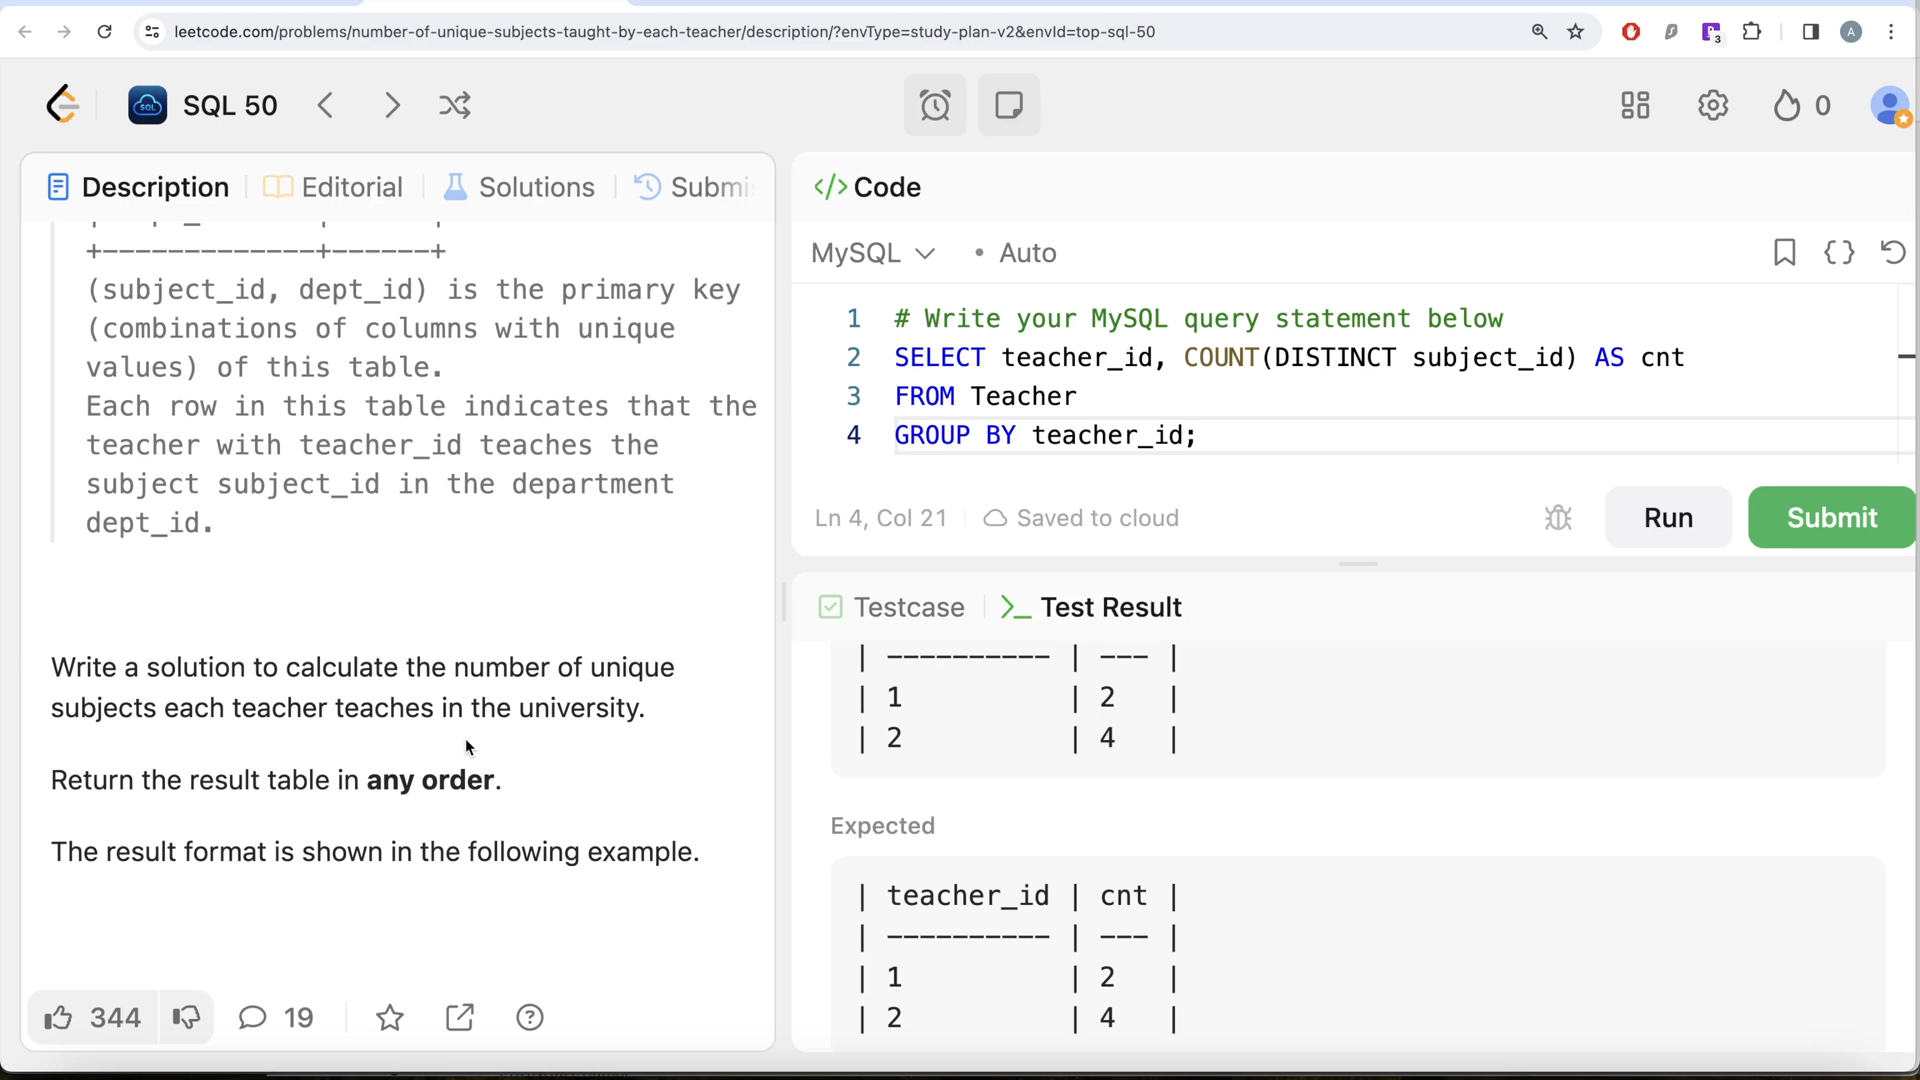 leetcode.com/problems/number-of-unique-subjects-taught-by-each-teacher/description/?envType=study-plan-v2&envId=top-sql-50
3
A
SQL
SQL 50
0
Description
Editorial
Solutions
Submi
+-------------+------+
(subject_id, dept_id) is the primary key
(combinations of columns with unique
values) of this table.
Each row in this table indicates that the
teacher with teacher_id teaches the
subject subject_id in the department
dept_id.
Write a solution to calculate the number of unique
subjects each teacher teaches in the university.
Return the result table in any order.
The result format is shown in the following example.
344
19
</> Code
MySQL
• Auto
{}
1 # Write your MySQL query statement below
2 SELECT teacher_id, COUNT(DISTINCT subject_id) AS cnt
3 FROM Teacher
4 GROUP BY teacher_id;
Ln 4, Col 21
Saved to cloud
Run
Submit
Testcase
>_ Test Result
| ---------- | --- |
| 1 | 2 |
| 2 | 4 |
Expected
| teacher_id | cnt |
| ---------- | --- |
| 1 | 2 |
| 2 | 4 |